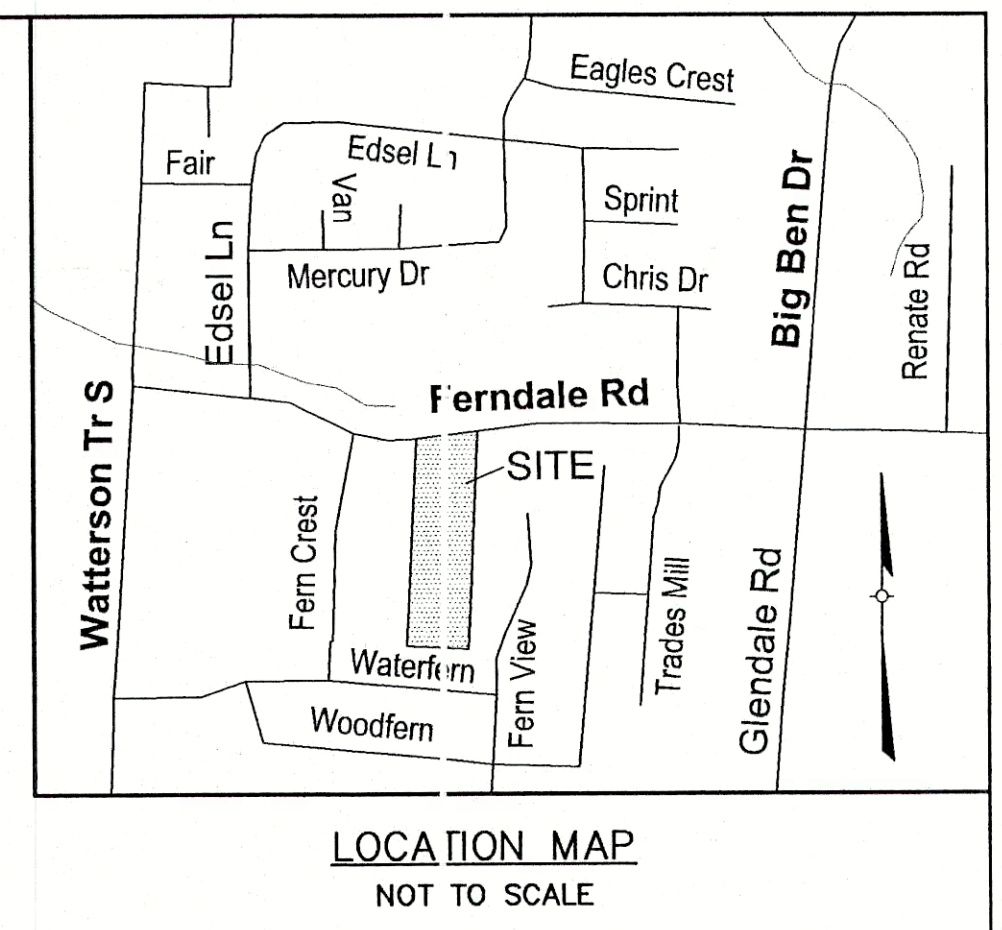 Eagles Crest
Fair
Edsel Ln
Van
Sprint
Edsel Ln
Mercury Dr
Chris Dr
Big Ben Dr
Renate Rd
Ferndale Rd
Watterson Tr S
SITE
Fern Crest
Waterfern
Fern View
Trades Mill
Glendale Rd
Woodfern
LOCATION MAP
NOT TO SCALE